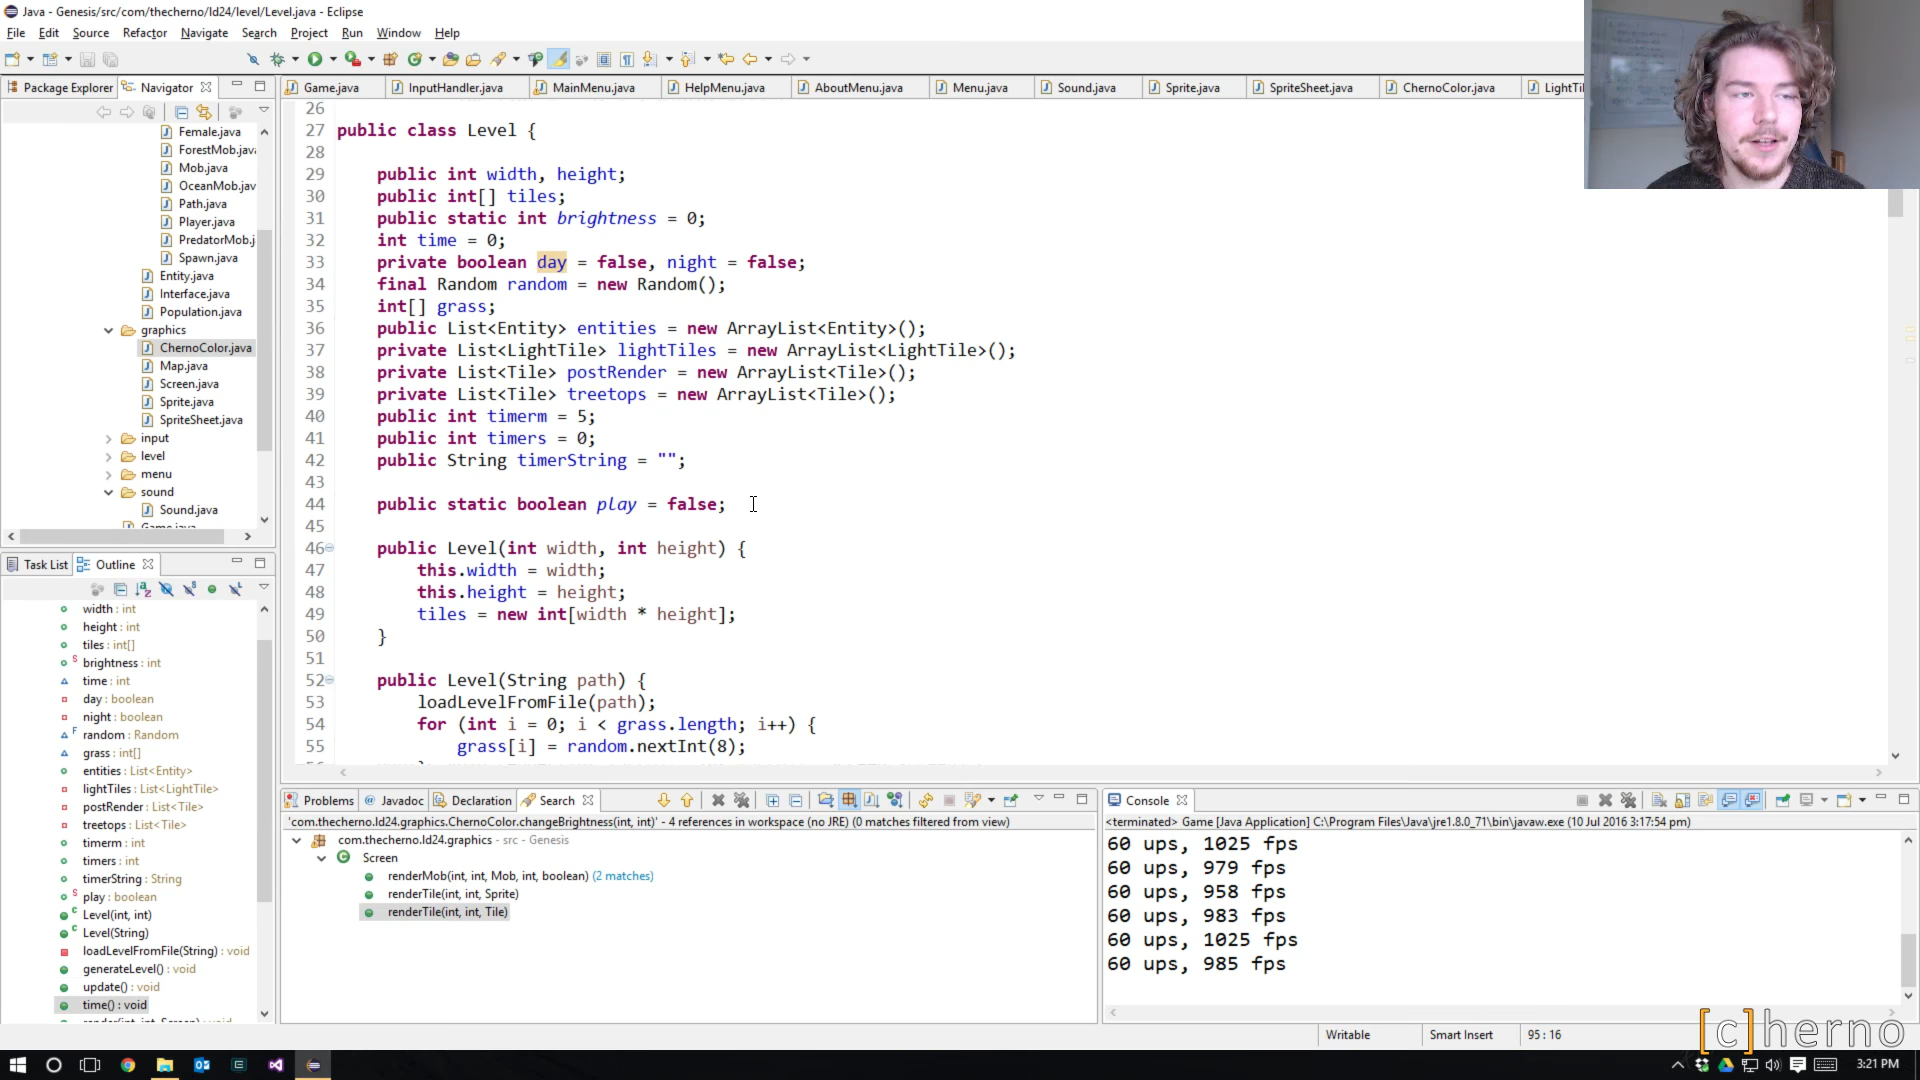 Java - Genesis/src/com/thecherno/ld24/level/Level.java - Eclipse
File Edit Source Refactor Navigate Search Project Run Window Help
Package Explorer Navigator
Game.java InputHandler.java MainMenu.java HelpMenu.java AboutMenu.java Menu.java Sound.java Sprite.java SpriteSheet.java ChernoColor.java LightTil
Female.java
ForestMob.java
Mob.java
OceanMob.jav
Path.java
Player.java
PredatorMob.j
Spawn.java
Entity.java
Interface.java
Population.java
graphics
ChernoColor.java
Map.java
Screen.java
Sprite.java
SpriteSheet.java
input
level
menu
sound
Sound.java
Game.java
26
27 public class Level {
28
29 public int width, height;
30 public int[] tiles;
31 public static int brightness = 0;
32 int time = 0;
33 private boolean day = false, night = false;
34 final Random random = new Random();
35 int[] grass;
36 public List<Entity> entities = new ArrayList<Entity>();
37 private List<LightTile> lightTiles = new ArrayList<LightTile>();
38 private List<Tile> postRender = new ArrayList<Tile>();
39 private List<Tile> treetops = new ArrayList<Tile>();
40 public int timerm = 5;
41 public int timers = 0;
42 public String timerString = "";
43
44 public static boolean play = false;
45
46 public Level(int width, int height) {
47 this.width = width;
48 this.height = height;
49 tiles = new int[width * height];
50 }
51
52 public Level(String path) {
53 loadLevelFromFile(path);
54 for (int i = 0; i < grass.length; i++) {
55 grass[i] = random.nextInt(8);
Task List Outline
width : int
height : int
tiles : int[]
brightness : int
time : int
day : boolean
night : boolean
random : Random
grass : int[]
entities : List<Entity>
lightTiles : List<LightTile>
postRender : List<Tile>
treetops : List<Tile>
timerm : int
timers : int
timerString : String
play : boolean
Level(int, int)
Level(String)
loadLevelFromFile(String) : void
generateLevel() : void
update() : void
time() : void
render(int, int, Screen) : void
Problems Javadoc Declaration Search
'com.thecherno.ld24.graphics.ChernoColor.changeBrightness(int, int)' - 4 references in workspace (no JRE) (0 matches filtered from view)
com.thecherno.ld24.graphics - src - Genesis
Screen
renderMob(int, int, Mob, int, boolean) (2 matches)
renderTile(int, int, Sprite)
renderTile(int, int, Tile)
Console
<terminated> Game [Java Application] C:\Program Files\Java\jre1.8.0_71\bin\javaw.exe (10 Jul 2016 3:17:54 pm)
60 ups, 1025 fps
60 ups, 979 fps
60 ups, 958 fps
60 ups, 983 fps
60 ups, 1025 fps
60 ups, 985 fps
Writable Smart Insert 95 : 16
[c]herno
3:21 PM